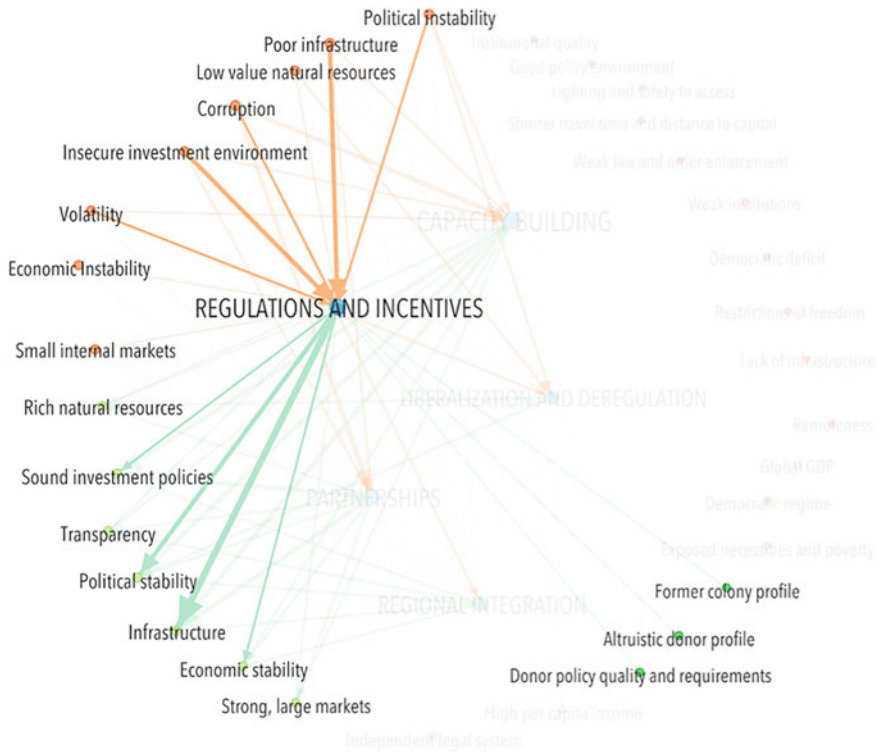 Political instability
Poor infrastructure
Institutional quality
Low value natural resources
Good policy environment
Lighting and safety to access
Corruption
Shorter travel time and distance to capital
Insecure investment environment
Weak law and order enforcement
Weak institutions
Volatility
CAPACITY BUILDING
Democratic deficit
Economic Instability
REGULATIONS AND INCENTIVES
Restrictions of freedom
Small internal markets
Lack of infrastructure
Rich natural resources
LIBERALIZATION AND DEREGULATION
Remoteness
Global GDP
Sound investment policies
PARTNERSHIPS
Democratic regime
Transparency
Exposed necessities and poverty
Political stability
Former colony profile
REGIONAL INTEGRATION
Infrastructure
Altruistic donor profile
Economic stability
Donor policy quality and requirements
Strong, large markets
High per capita income
Independent legal system